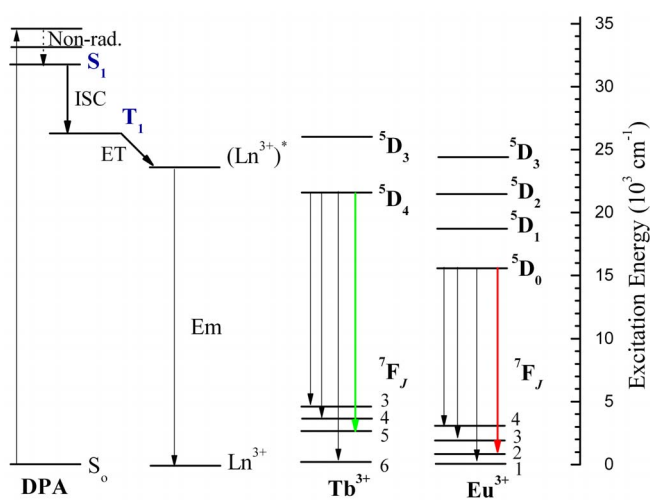 Non-rad.
S1
ISC
T1
ET
(Ln3+)*
Em
S0
Ln3+
DPA
5D3
5D4
7FJ
3
4
5
6
Tb3+
5D3
5D2
5D1
5D0
7FJ
4
3
2
1
Eu3+
35
30
25
20
15
10
5
0
Excitation Energy (10³ cm⁻¹)